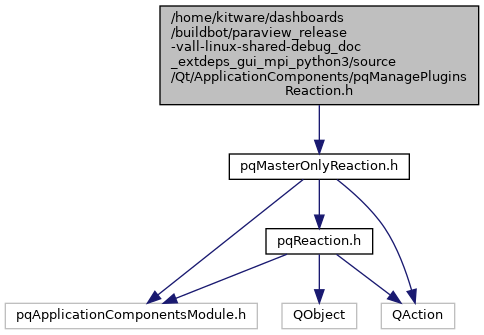 /home/kitware/dashboards
/buildbot/paraview_release
-vall-linux-shared-debug_doc
_extdeps_gui_mpi_python3/source
/Qt/ApplicationComponents/pqManagePlugins
Reaction.h
pqMasterOnlyReaction.h
pqReaction.h
pqApplicationComponentsModule.h
QObject
QAction